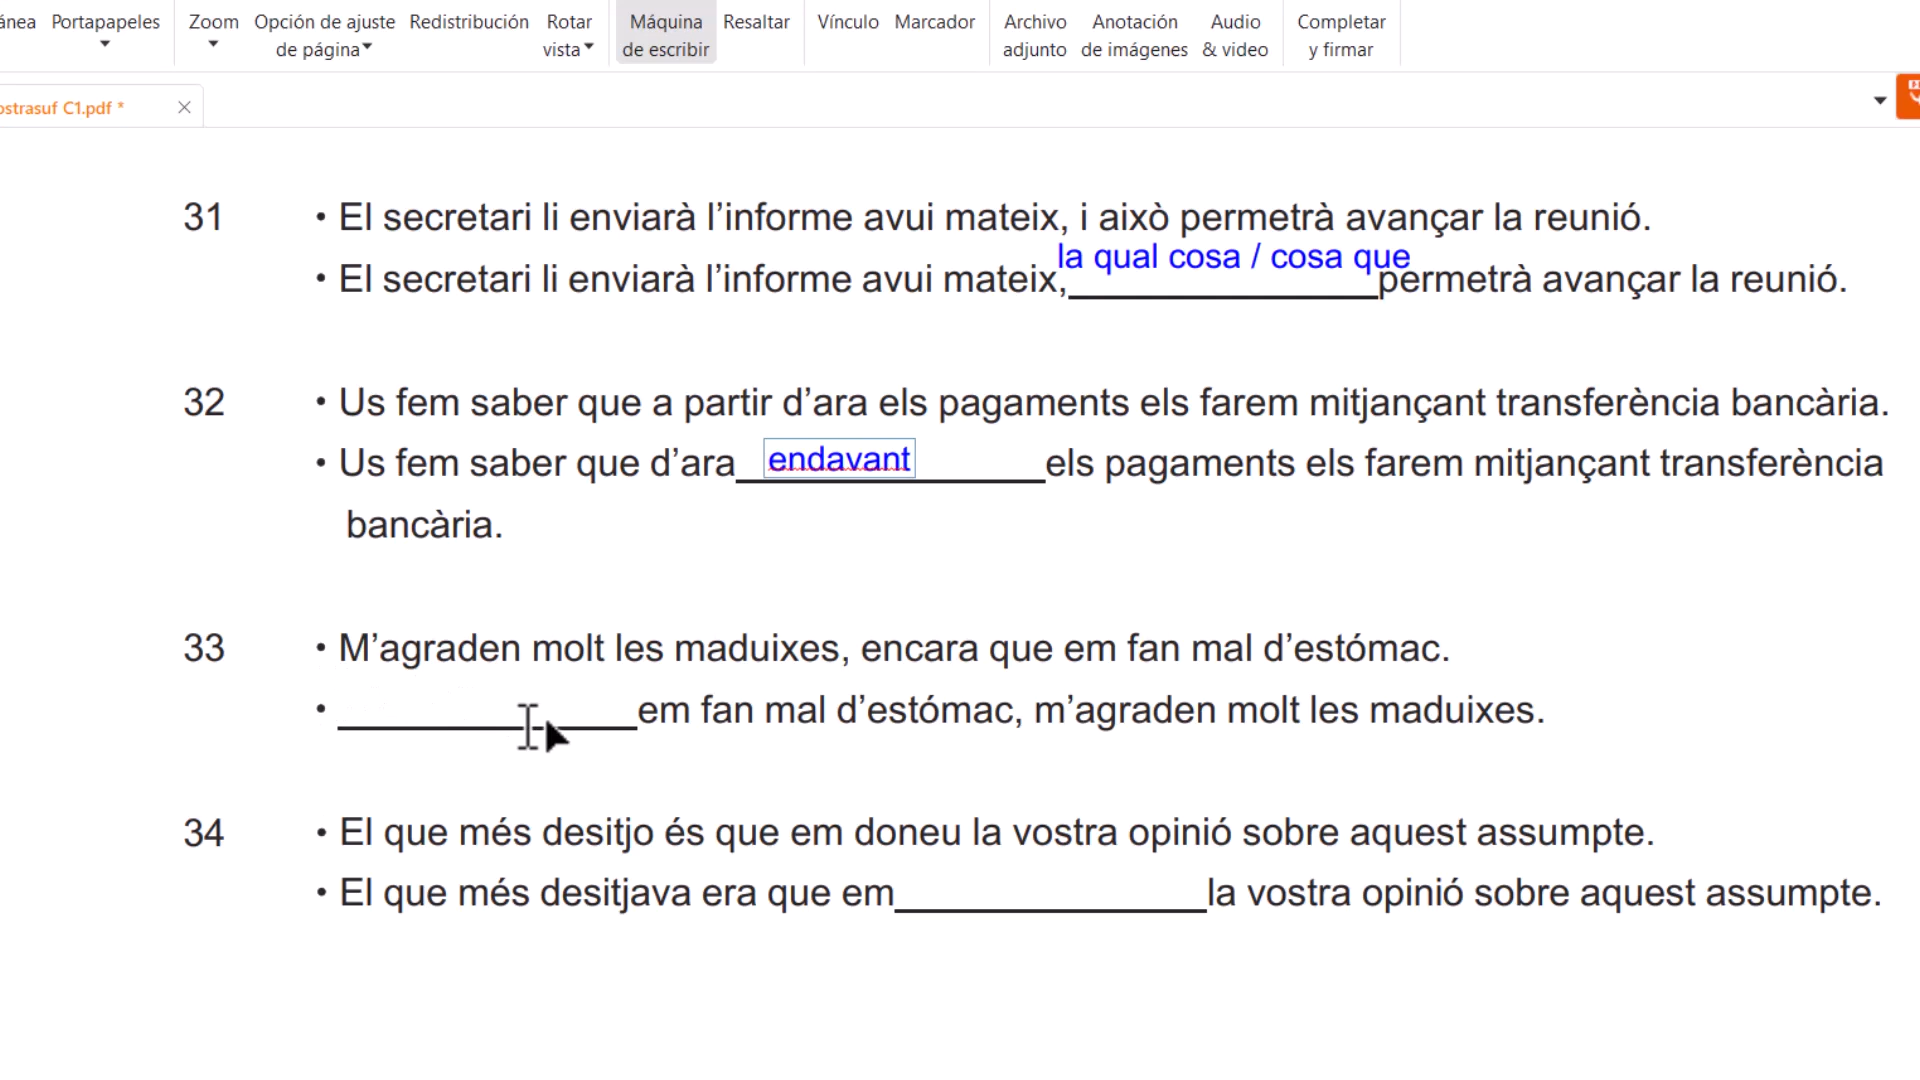 ánea Portapapeles Zoom Opción de ajuste de página Redistribución Rotar vista Máquina de escribir Resaltar Vínculo Marcador Archivo adjunto Anotación de imágenes Audio & video Completar y firmar
ostrasuf C1.pdf *
31 • El secretari li enviarà l’informe avui mateix, i això permetrà avançar la reunió.
la qual cosa / cosa que
• El secretari li enviarà l’informe avui mateix,____permetrà avançar la reunió.
32 • Us fem saber que a partir d’ara els pagaments els farem mitjançant transferència bancària.
• Us fem saber que d’ara endavant els pagaments els farem mitjançant transferència
bancària.
33 • M’agraden molt les maduixes, encara que em fan mal d’estómac.
• ____em fan mal d’estómac, m’agraden molt les maduixes.
34 • El que més desitjo és que em doneu la vostra opinió sobre aquest assumpte.
• El que més desitjava era que em____la vostra opinió sobre aquest assumpte.